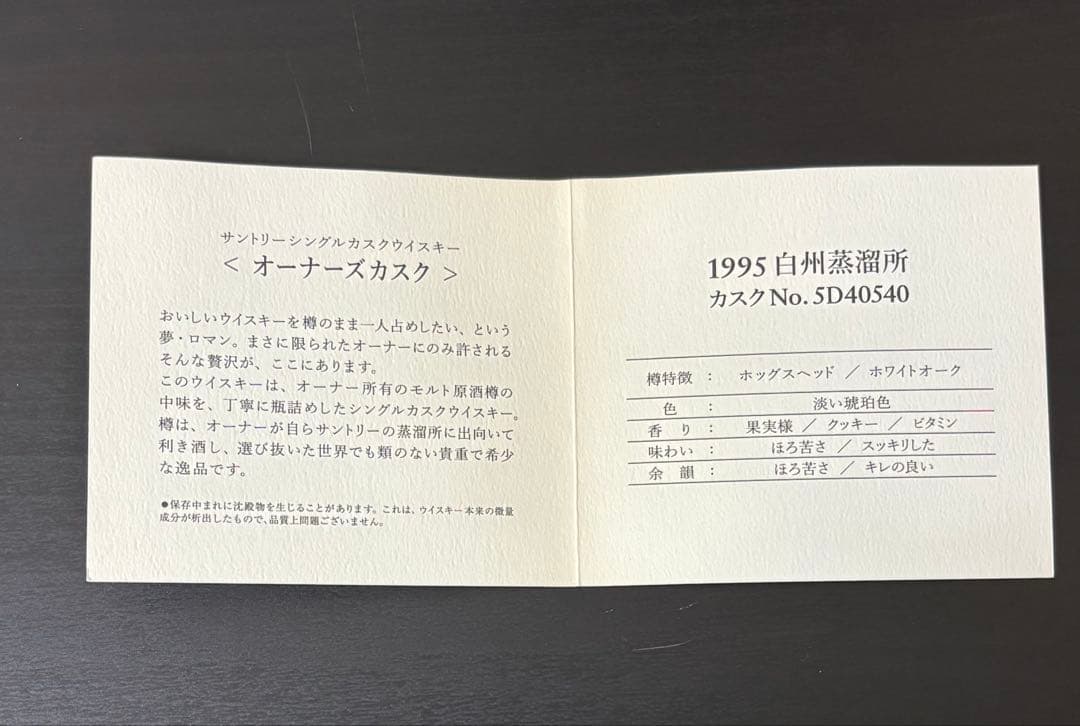 サントリーシングルカスクウイスキー
< オーナーズカスク >
おいしいウイスキーを樽のまま一人占めしたい、という
夢・ロマン。まさに限られたオーナーにのみ許される
そんな贅沢が、ここにあります。
このウイスキーは、オーナー所有のモルト原酒樽の
中味を、丁寧に瓶詰めしたシングルカスクウイスキー。
樽は、オーナーが自らサントリーの蒸溜所に出向いて
利き酒し、選び抜いた世界でも類のない貴重で希少
な逸品です。
●保存中まれに沈殿物を生じることがあります。これは、ウイスキー本来の微量
成分が析出したもので、品質上問題ございません。
1995 白州蒸溜所
カスクNo. 5D40540
樽特徴 : ホッグスヘッド / ホワイトオーク
色 : 淡い琥珀色
香り : 果実様 / クッキー / ビタミン
味わい : ほろ苦さ / スッキリした
余韻 : ほろ苦さ / キレの良い